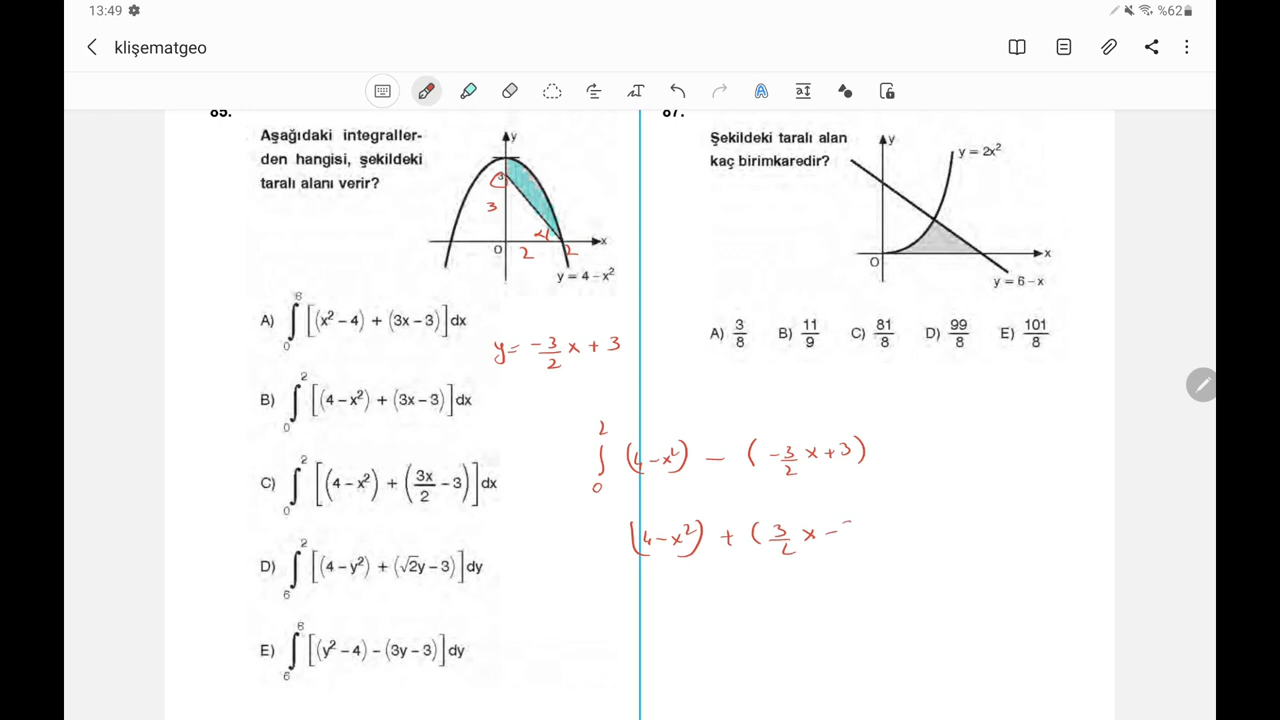 13:49
%62
klişematgeo
85.
Aşağıdaki integraller-
den hangisi, şekildeki
taralı alanı verir?
y
3
3
2
2
O
x
y = 4 – x²
A) ∫₀⁶ [(x² – 4) + (3x – 3)] dx
y = -3/2 x + 3
B) ∫₀² [(4 – x²) + (3x – 3)] dx
∫₀² (4-x²) - (-3/2 x + 3)
C) ∫₀² [(4 – x²) + (3x/2 – 3)] dx
(4-x²) + (3/2 x -
D) ∫₆² [(4 – y²) + (√2y – 3)] dy
E) ∫₆⁶ [(y² – 4) – (3y – 3)] dy
87.
Şekildeki taralı alan
kaç birimkaredir?
y
y = 2x²
O
x
y = 6 – x
A) 3/8 B) 11/9 C) 81/8 D) 99/8 E) 101/8